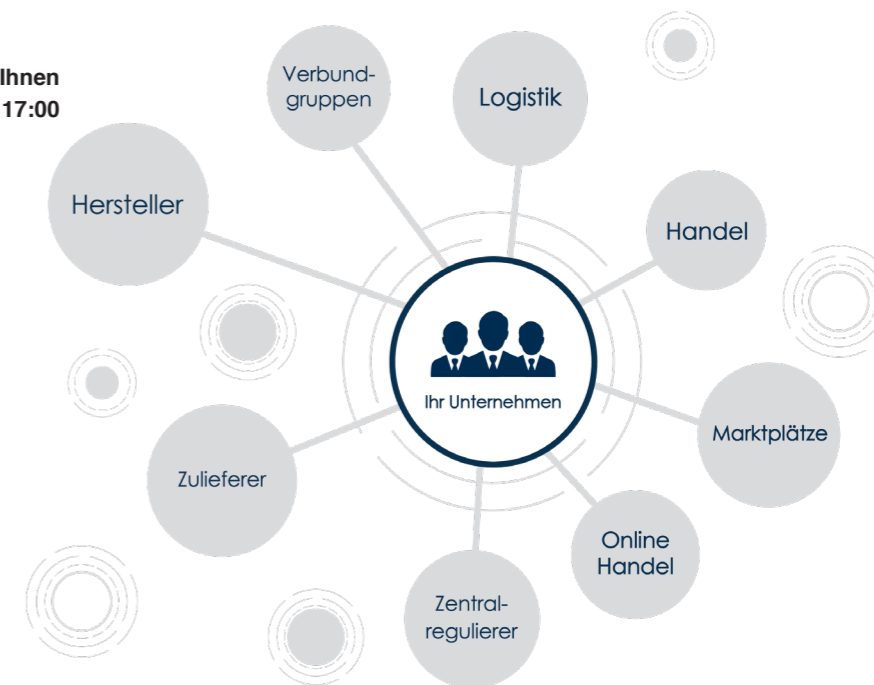 Ihnen
17:00
Verbund-
gruppen
Logistik
Hersteller
Handel
Ihr Unternehmen
Marktplätze
Zulieferer
Online
Handel
Zentral-
regulierer